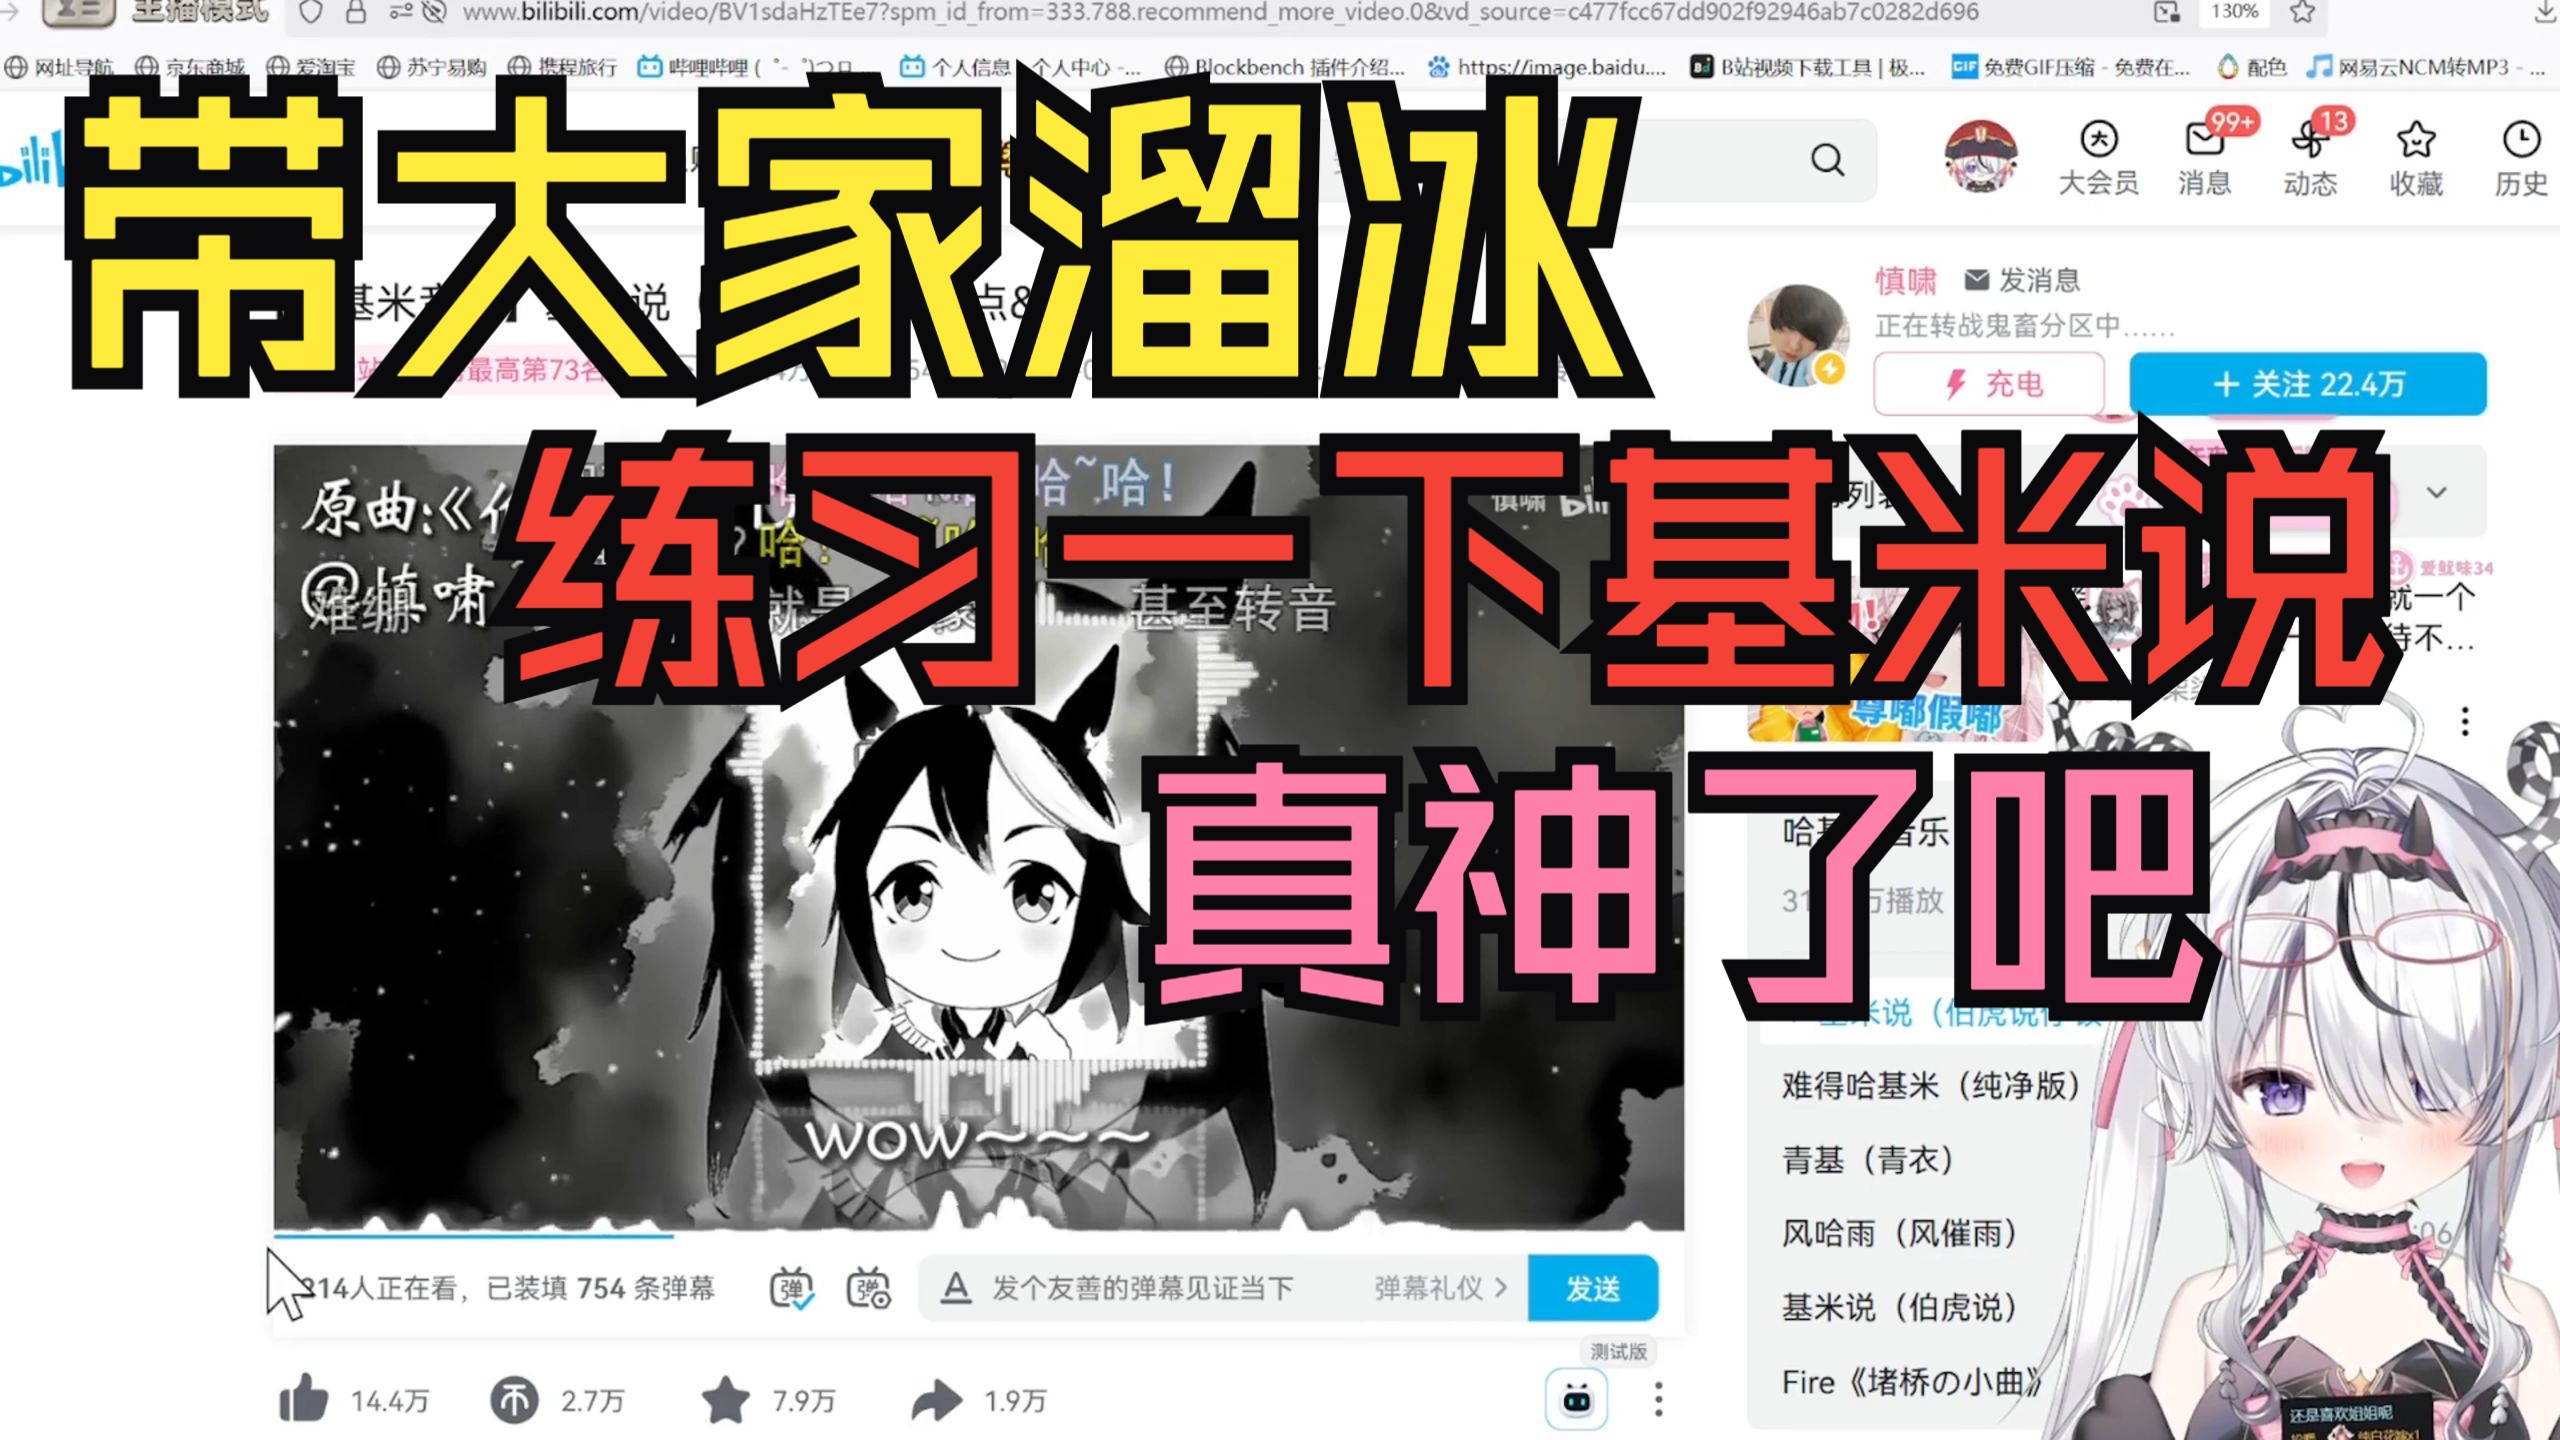 主播模式
www.bilibili.com/video/BV1sdaHzTEe7?spm_id_from=333.788.recommend_more_video.0&vd_source=c477fcc67dd902f92946ab7c0282d696
130%
网址导航 京东商城 爱淘宝 苏宁易购 携程旅行 哔哩哔哩 (゜-゜)つロ... 个人信息 - 个人中心 -... Blockbench 插件介绍... https://image.baidu.... B站视频下载工具 | 极... 免费GIF压缩 - 免费在... 配色 网易云NCM转MP3 - ...
带大家溜冰
99+
13
大会员 消息 动态 收藏 历史
慎啸 发消息
正在转战鬼畜分区中......
最高第73名
充电
+ 关注 22.4万
练习一下基米说
原曲:《
哈~哈!
慎啸
@慎啸
难绷
就是
甚至转音
爱鱿味34
就一个
待不...
尊嘟假嘟
真神了吧
音乐
万播放
基米说
难得哈基米（纯净版）
青基（青衣）
风哈雨（风催雨）
基米说（伯虎说）
Fire《堵桥の小曲》
wow~~~
314人正在看，已装填 754 条弹幕
发个友善的弹幕见证当下
弹幕礼仪 >
发送
测试版
14.4万 2.7万 7.9万 1.9万
还是喜欢姐姐呢